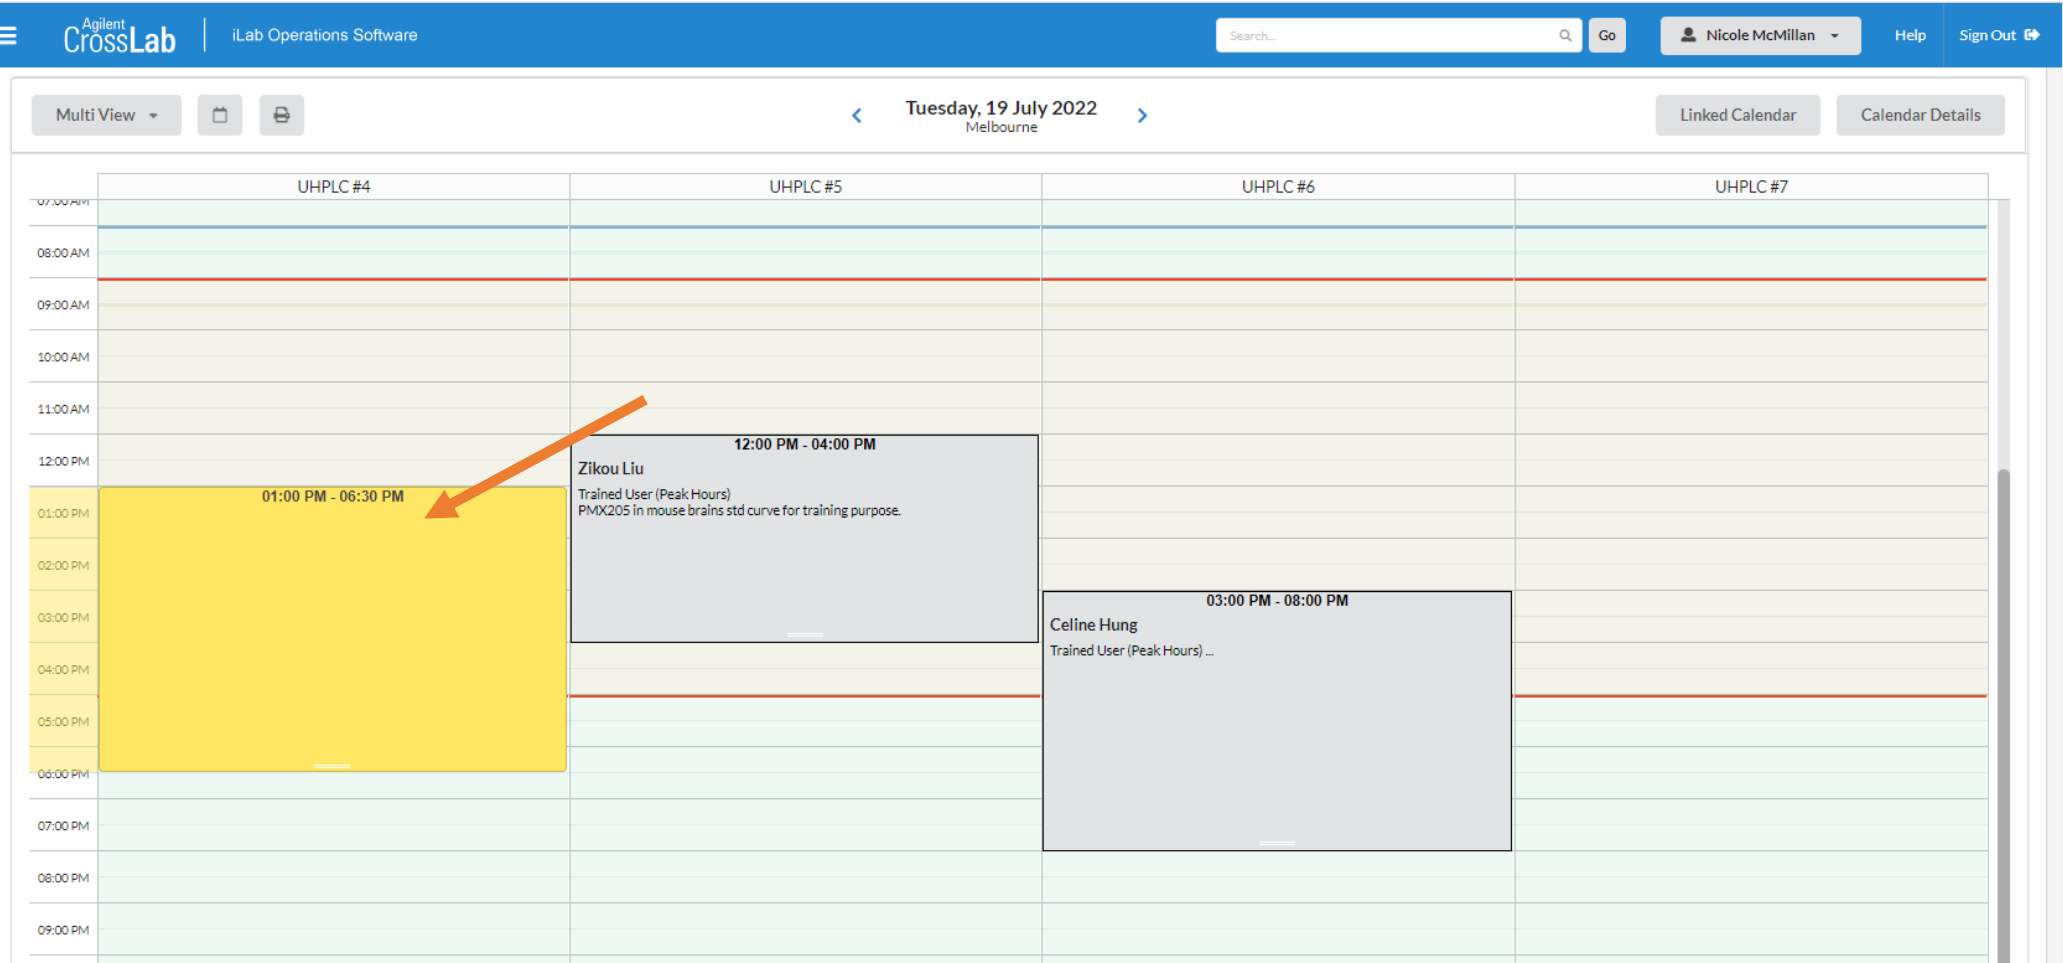 Agilent
CrossLab
iLab Operations Software
Search...
Go
Nicole McMillan
Help
Sign Out
Multi View
Tuesday, 19 July 2022
Melbourne
Linked Calendar
Calendar Details
UHPLC #4
UHPLC #5
UHPLC #6
UHPLC #7
07:00 AM
08:00 AM
09:00 AM
10:00 AM
11:00 AM
12:00 PM
01:00 PM
02:00 PM
03:00 PM
04:00 PM
05:00 PM
06:00 PM
07:00 PM
08:00 PM
09:00 PM
01:00 PM - 06:30 PM
12:00 PM - 04:00 PM
Zikou Liu
Trained User (Peak Hours)
PMX205 in mouse brains std curve for training purpose.
03:00 PM - 08:00 PM
Celine Hung
Trained User (Peak Hours) ...